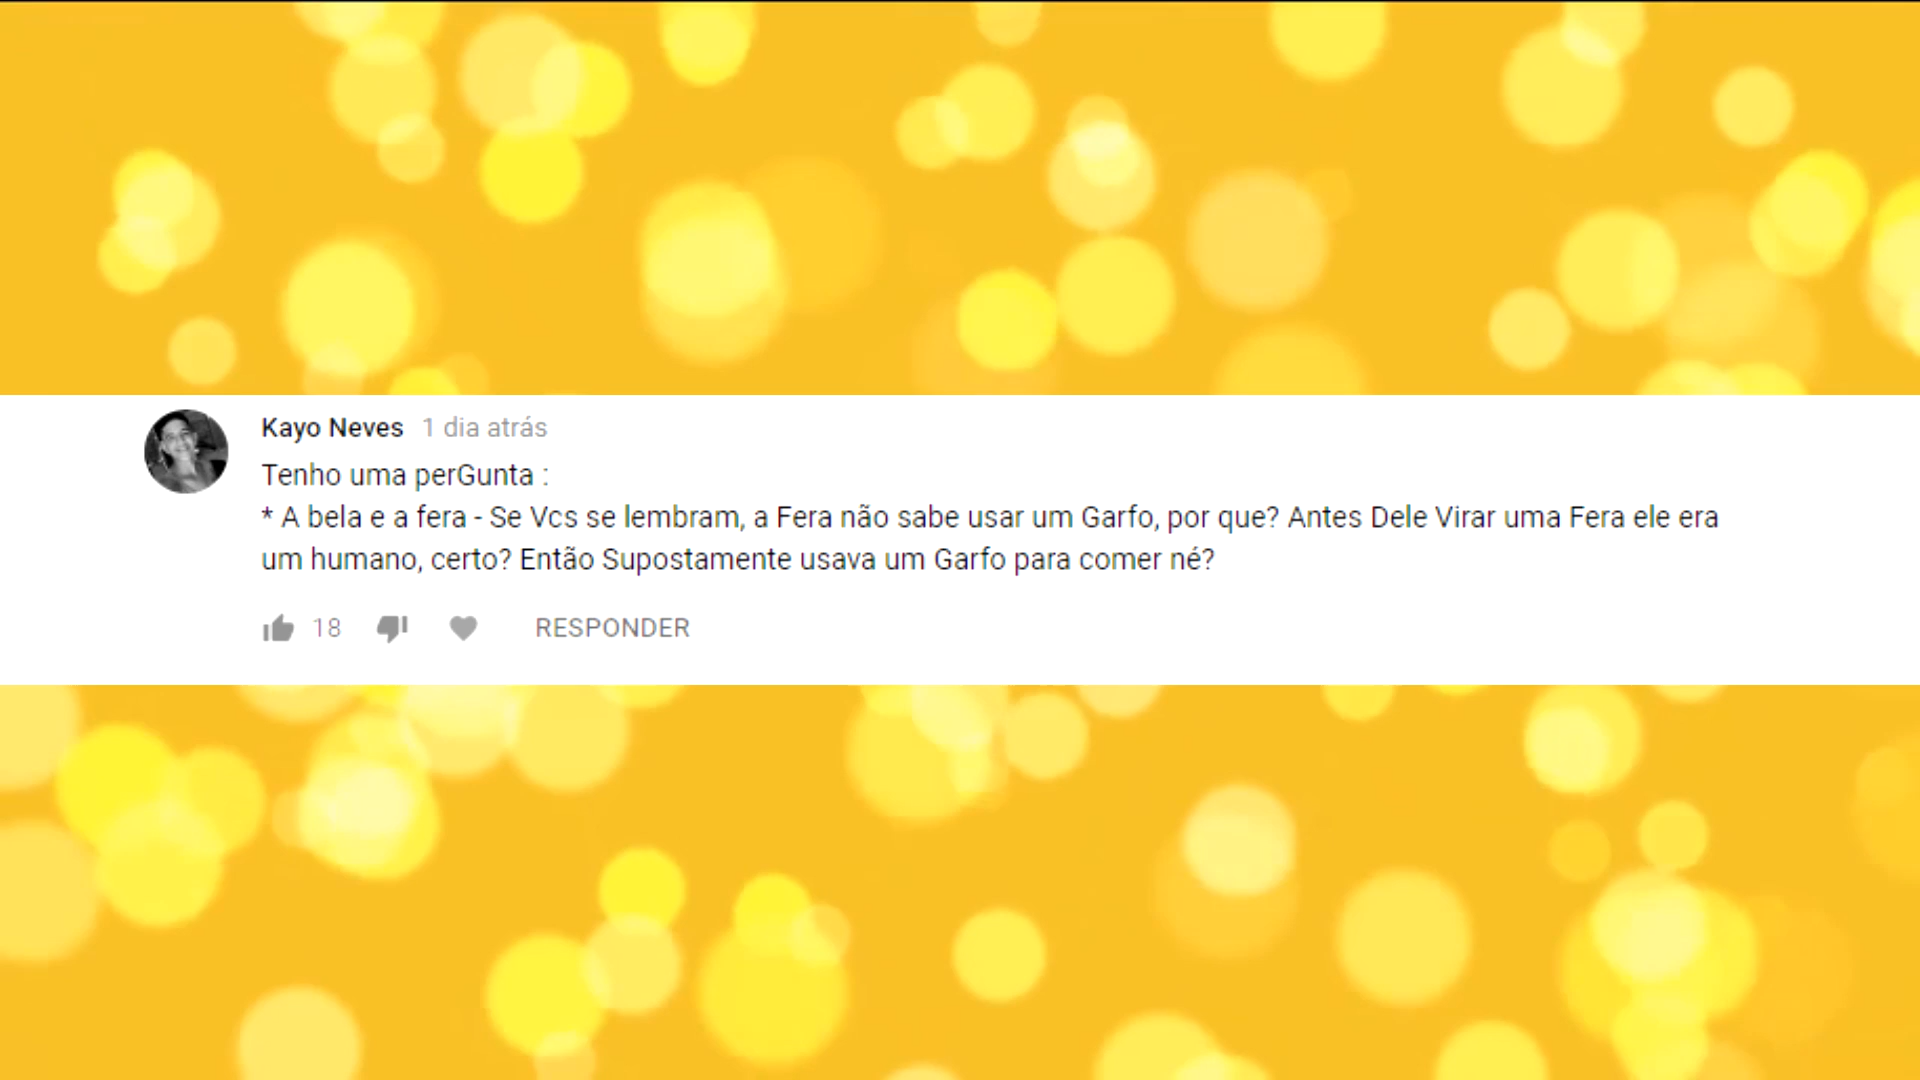 Kayo Neves 1 dia atrás
Tenho uma perGunta :
* A bela e a fera - Se Vcs se lembram, a Fera não sabe usar um Garfo, por que? Antes Dele Virar uma Fera ele era
um humano, certo? Então Supostamente usava um Garfo para comer né?
18 RESPONDER